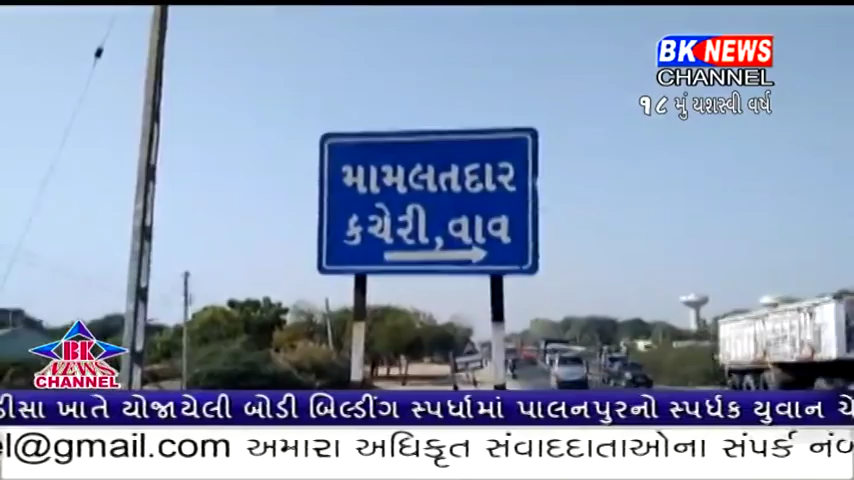 BK NEWS
CHANNEL
૧૮ મું યશસ્વી વર્ષ
મામલતદાર
કચેરી, વાવ
BK
NEWS
CHANNEL
ડીસા ખાતે યોજાયેલી બોડી બિલ્ડીંગ સ્પર્ધામાં પાલનપુરનો સ્પર્ધક યુવાન
@gmail.com અમારા અધિકૃત સંવાદદાતાઓના સંપર્ક